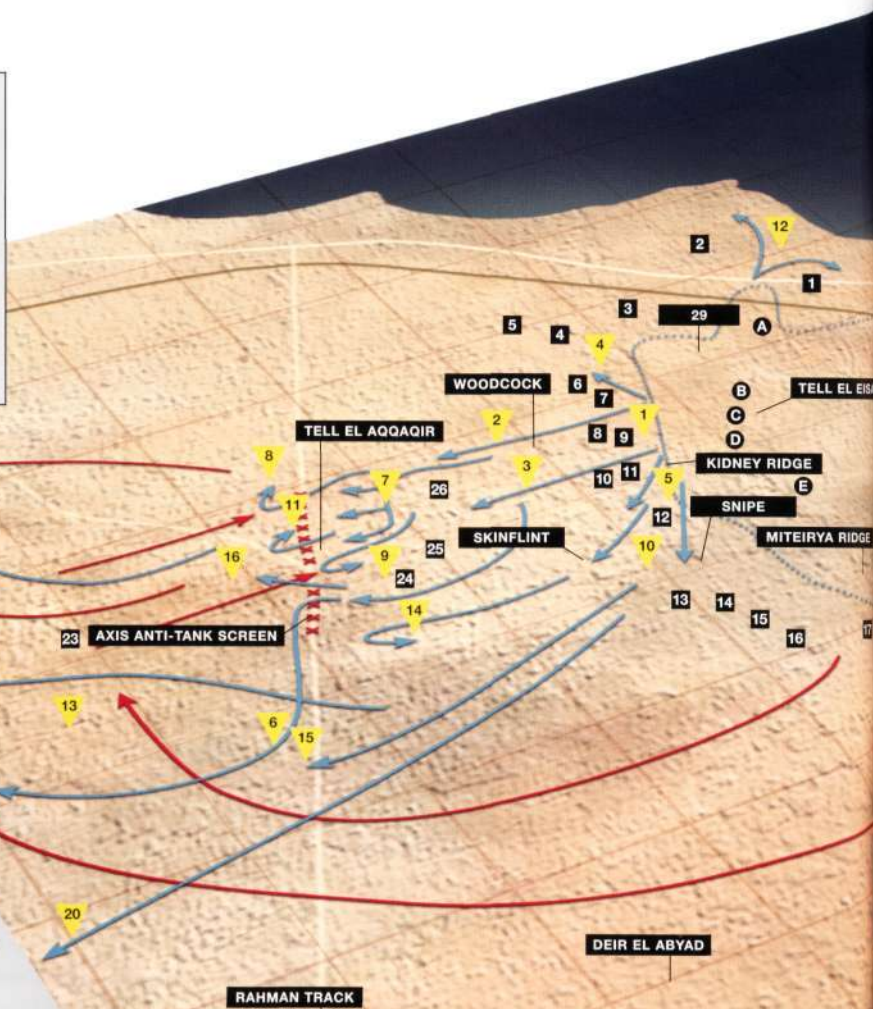 12
2
1
3
29
A
5
4
4
6
B
TELL EL
WOODCOCK
7
C
1
TELL EL AQQAQIR
2
8
9
D
8
3
KIDNEY RIDGE
7
26
10
11
5
E
11
SNIPE
12
SKINFLINT
MITEIRYA RIDGE
16
9
25
10
24
14
13
14
15
23
AXIS ANTI-TANK SCREEN
16
17
13
6
15
20
DEIR EL ABYAD
RAHMAN TRACK